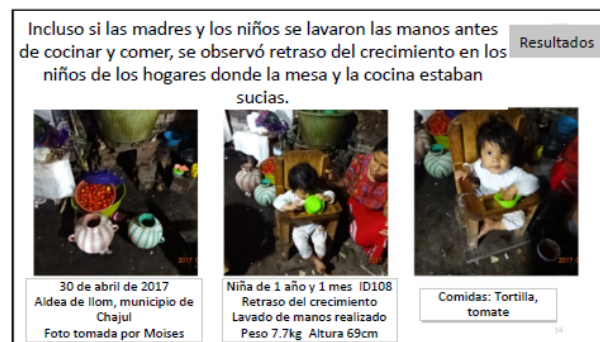 Incluso si las madres y los niños se lavaron las manos antes
de cocinar y comer, se observó retraso del crecimiento en los
niños de los hogares donde la mesa y la cocina estaban
sucias.
Resultados
30 de abril de 2017
Aldea de Ilom, municipio de
Chajul
Foto tomada por Moises
Niña de 1 año y 1 mes ID108
Retraso del crecimiento
Lavado de manos realizado
Peso 7.7kg Altura 69cm
Comidas: Tortilla,
tomate
14